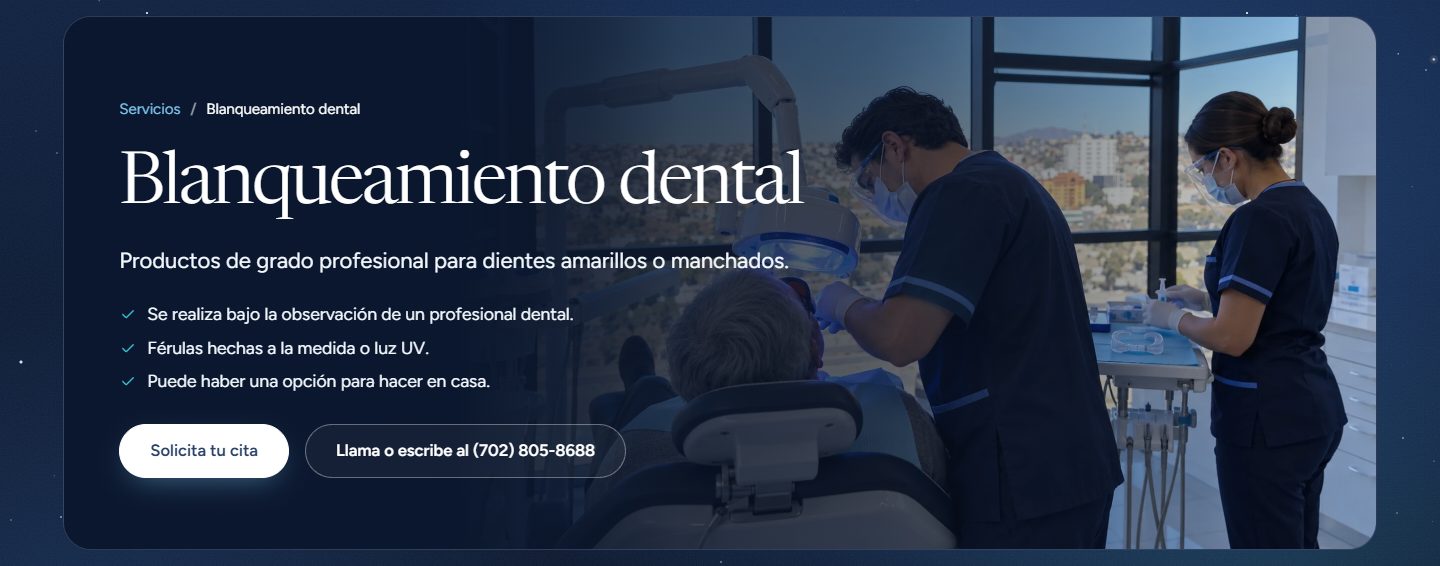 Servicios / Blanqueamiento dental
Blanqueamiento dental
Productos de grado profesional para dientes amarillos o manchados.
Se realiza bajo la observación de un profesional dental.
Férulas hechas a la medida o luz UV.
Puede haber una opción para hacer en casa.
Solicita tu cita
Llama o escribe al (702) 805-8688